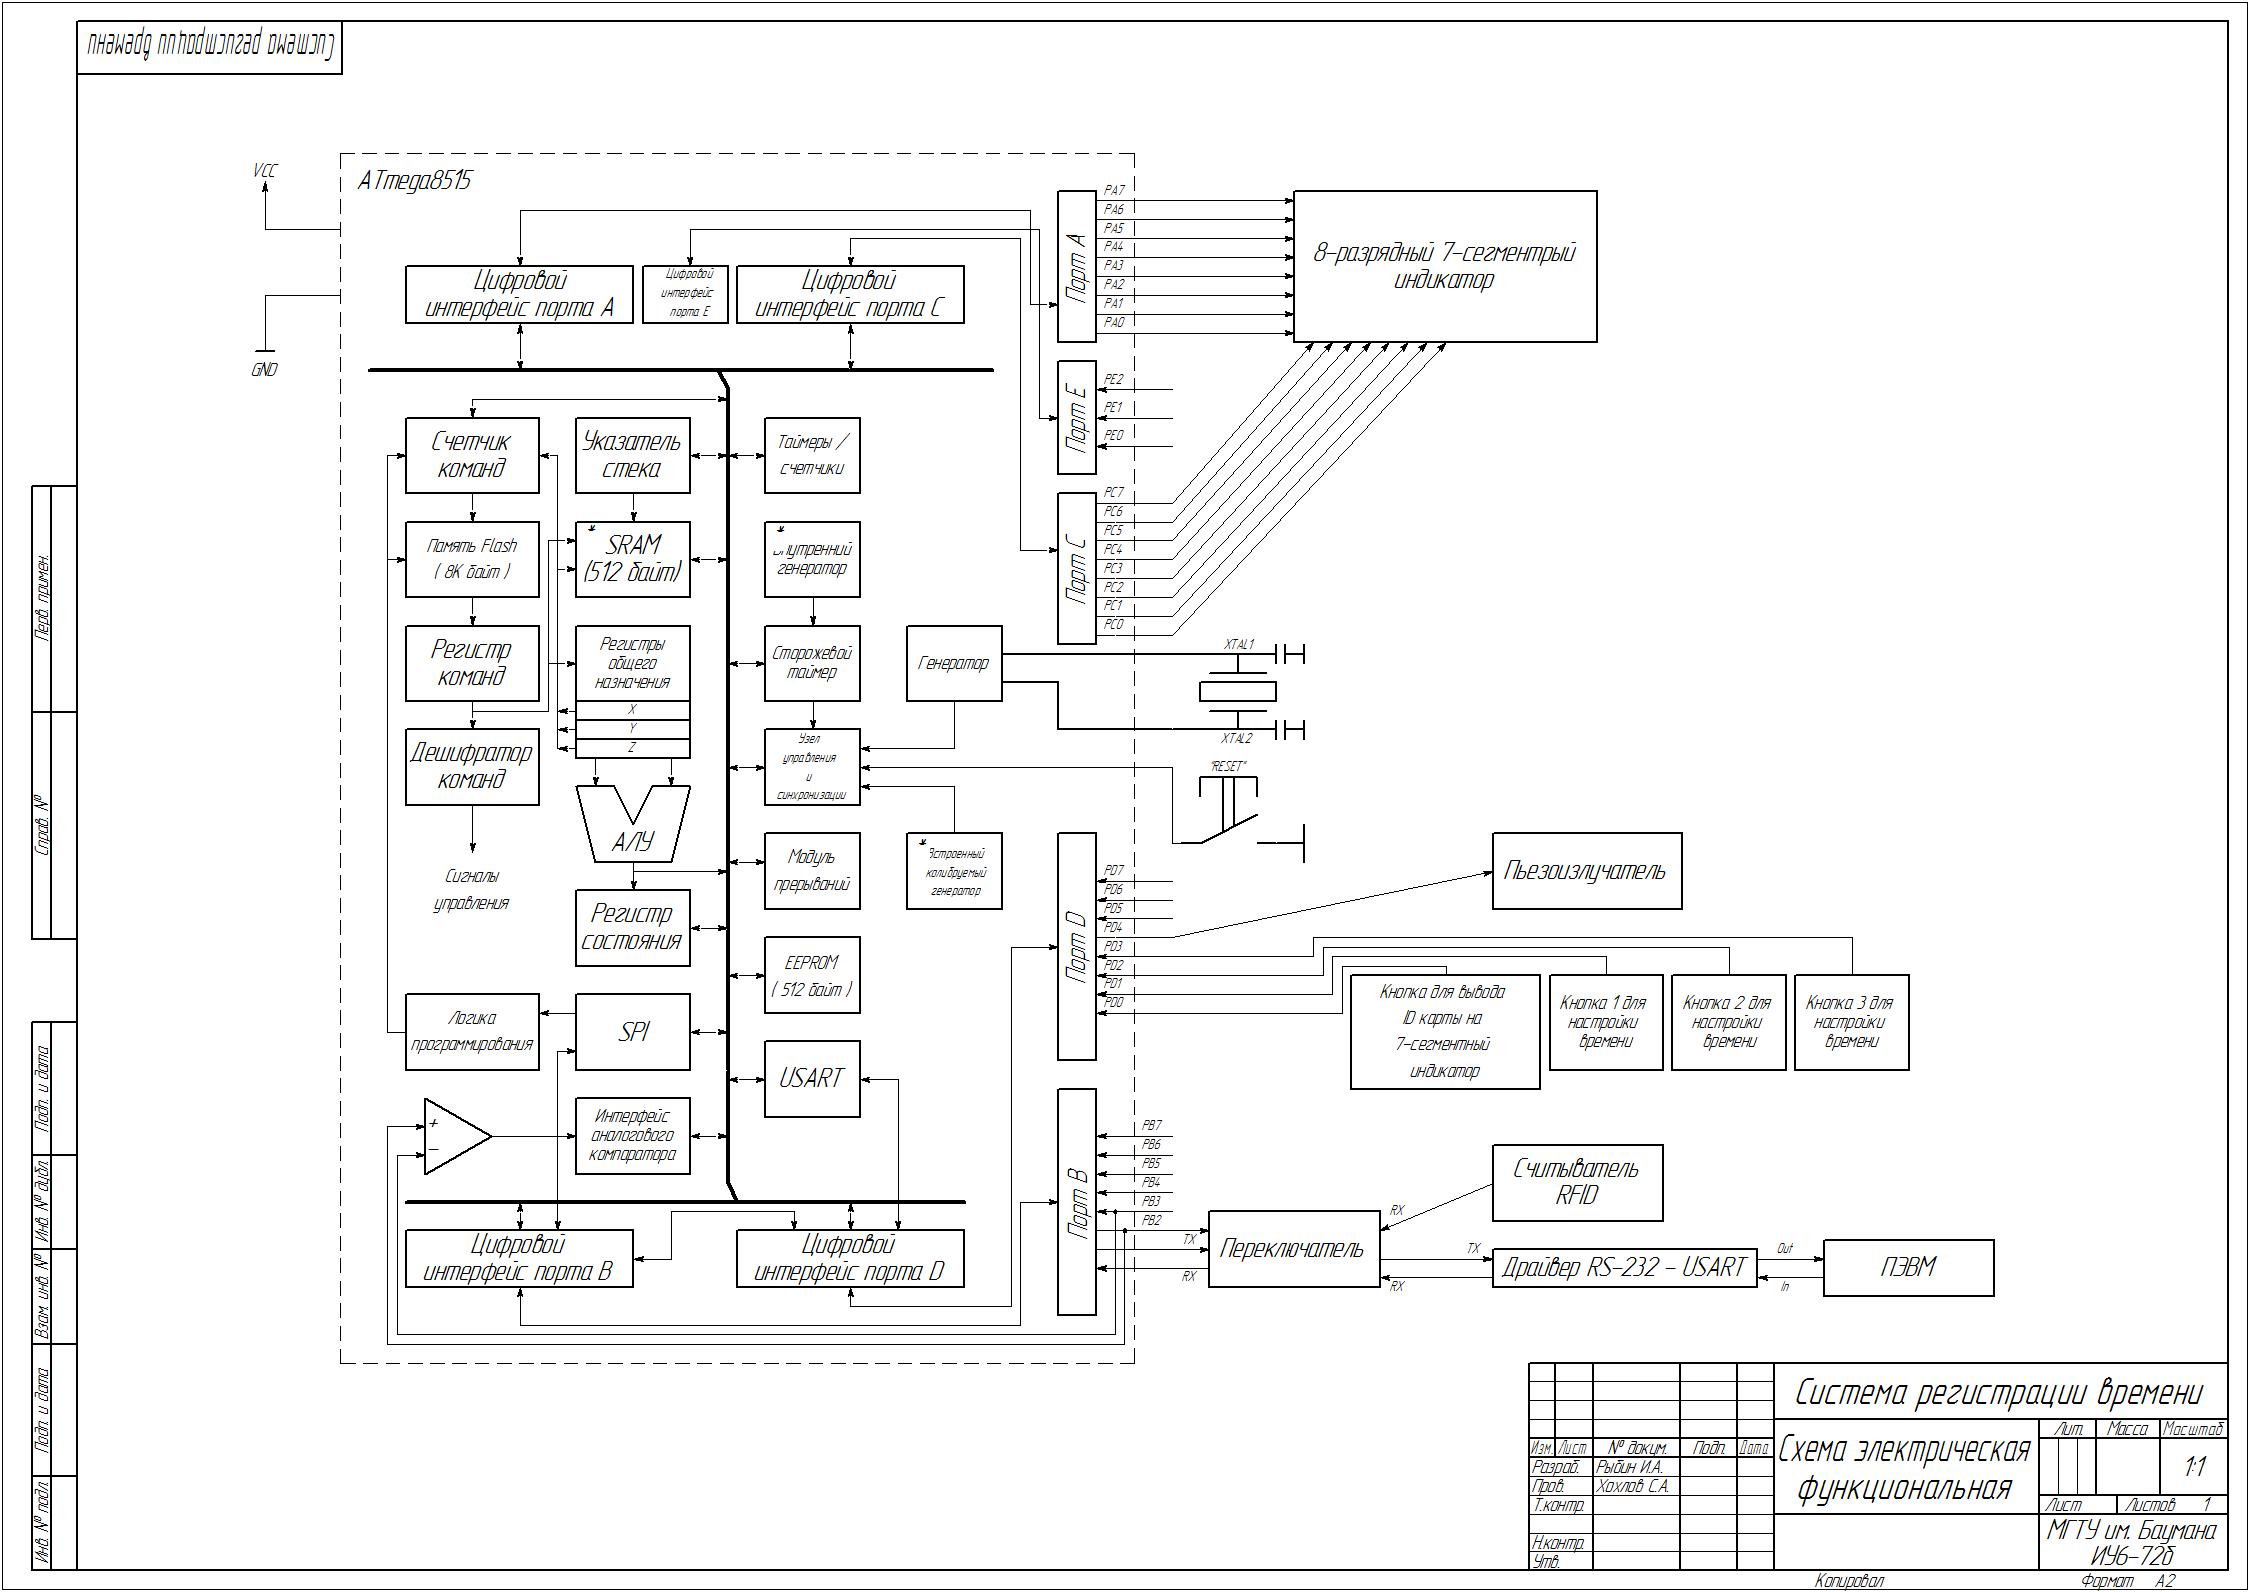 Система регистрации времени
VCC
GND
ATmega8515
Цифровой
интерфейс порта A
Цифровой
интерфейс
порта E
Цифровой
интерфейс порта C
Порт A
PA7
PA6
PA5
PA4
PA3
PA2
PA1
PA0
8-разрядный 7-сегментрый
индикатор
Порт E
PE2
PE1
PE0
Порт C
PC7
PC6
PC5
PC4
PC3
PC2
PC1
PC0
Счетчик
команд
Указатель
стека
Таймеры /
счетчики
Память Flash
( 8К байт )
*
SRAM
(512 байт)
*
Внутренний
генератор
Регистр
команд
Регистры
общего
назначения
X
Y
Z
Сторожевой
таймер
Генератор
XTAL1
XTAL2
Дешифратор
команд
Узел
управления
и
синхронизации
"RESET"
АЛУ
Сигналы
управления
Модуль
прерываний
*
Встроенный
колибруемый
генератор
Регистр
состояния
EEPROM
( 512 байт )
Порт D
PD7
PD6
PD5
PD4
PD3
PD2
PD1
PD0
Пьезоизлучатель
Кнопка для вывода
ID карты на
7-сегментный
индикатор
Кнопка 1 для
настройки
времени
Кнопка 2 для
настройки
времени
Кнопка 3 для
настройки
времени
Логика
программирования
SPI
USART
+
−
Интерфейс
аналогового
компаратора
Цифровой
интерфейс порта B
Цифровой
интерфейс порта D
Порт B
PB7
PB6
PB5
PB4
PB3
PB2
TX
RX
Переключатель
RX
TX
RX
Считыватель
RFID
Драйвер RS-232 - USART
Out
In
ПЭВМ
Перв. примен.
Справ. №
Подп. и дата
Инв. № дубл.
Взам. инв. №
Подп. и дата
Инв. № подл.
Система регистрации времени
Схема электрическая
функциональная
Лит. Масса Масштаб
1:1
Лист Листов 1
МГТУ им. Баумана
ИУ6-72б
Изм. Лист № докум. Подп. Дата
Разраб. Рыбин И.А.
Пров. Хохлов С.А.
Т.контр.
Н.контр.
Утв.
Копировал Формат А2